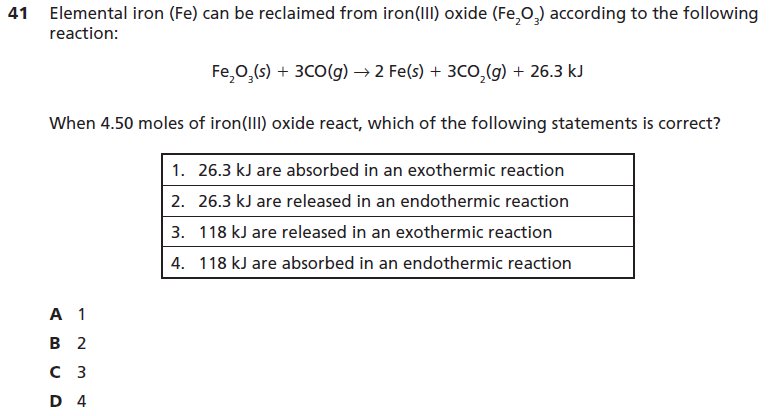 41 Elemental iron (Fe) can be reclaimed from iron(III) oxide (Fe₂O₃) according to the following
reaction:
Fe₂O₃(s) + 3CO(g) → 2 Fe(s) + 3CO₂(g) + 26.3 kJ
When 4.50 moles of iron(III) oxide react, which of the following statements is correct?
1. 26.3 kJ are absorbed in an exothermic reaction
2. 26.3 kJ are released in an endothermic reaction
3. 118 kJ are released in an exothermic reaction
4. 118 kJ are absorbed in an endothermic reaction
A 1
B 2
C 3
D 4